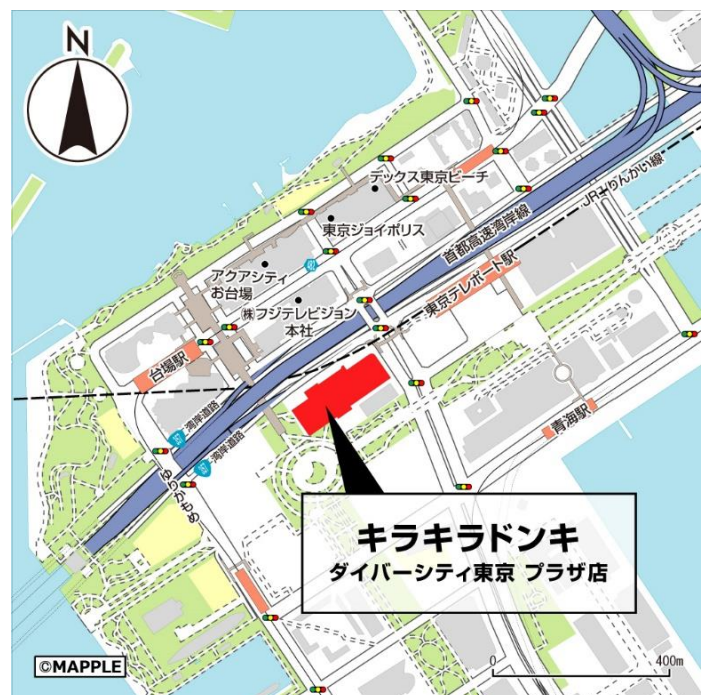 N
デックス東京ビーチ
東京ジョイポリス
アクアシティ
お台場
㈱フジテレビジョン
本社
首都高速湾岸線
JRりんかい線
東京テレポート駅
台場駅
湾岸道路
湾岸道路
357
ゆりかもめ
青海駅
キラキラドンキ
ダイバーシティ東京 プラザ店
0
400m
©MAPPLE